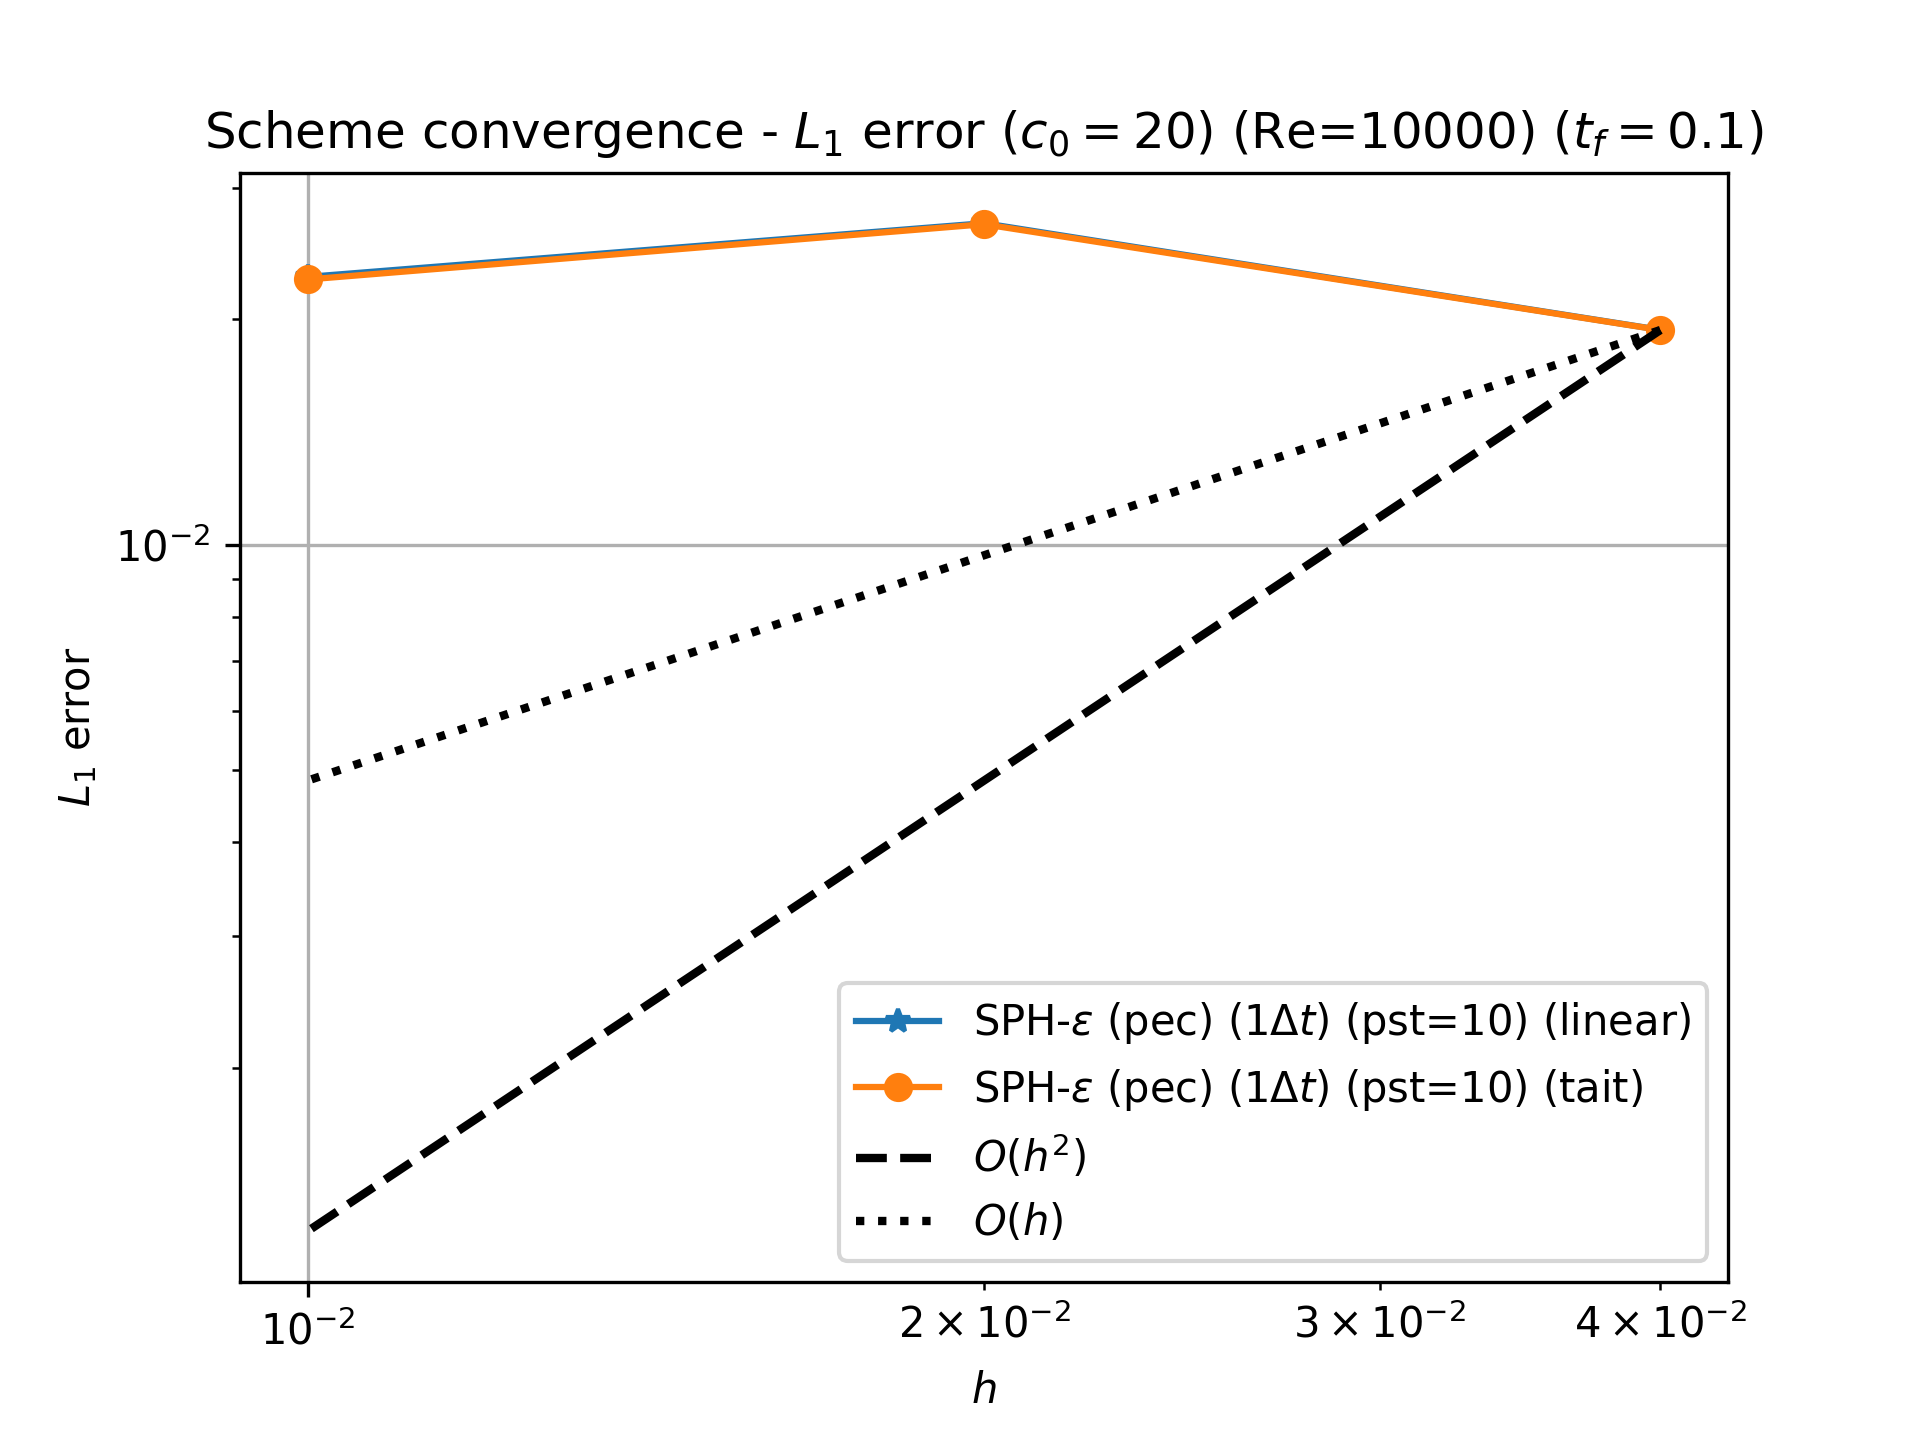 Scheme convergence - L₁ error (c₀ = 20) (Re=10000) (t_f = 0.1)
L₁ error
10⁻²
10⁻²
2 × 10⁻²
3 × 10⁻²
4 × 10⁻²
h
SPH-ε (pec) (1Δt) (pst=10) (linear)
SPH-ε (pec) (1Δt) (pst=10) (tait)
O(h²)
O(h)